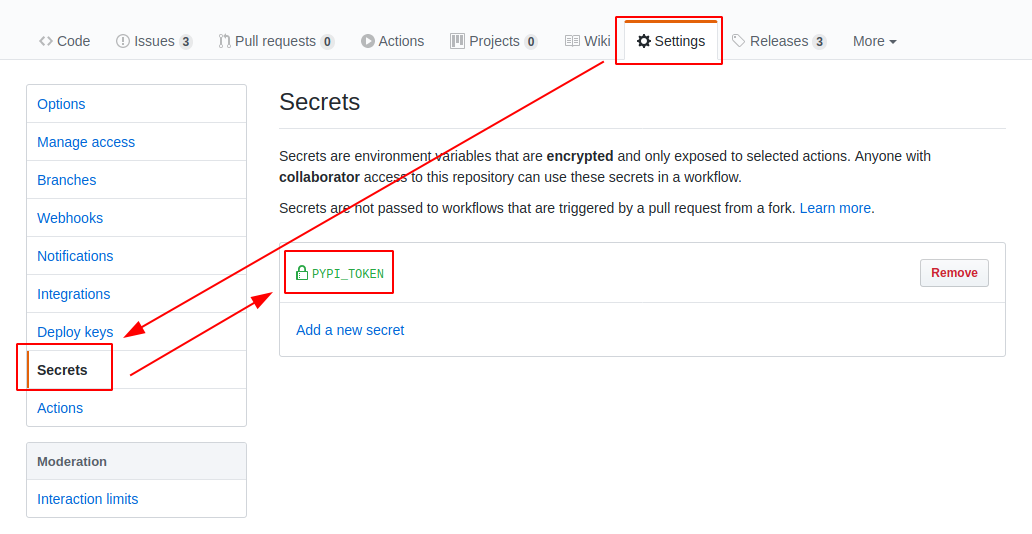 Code Issues 3 Pull requests 0 Actions Projects 0 Wiki Settings Releases 3 More
Options
Manage access
Branches
Webhooks
Notifications
Integrations
Deploy keys
Secrets
Actions
Moderation
Interaction limits
Secrets
Secrets are environment variables that are encrypted and only exposed to selected actions. Anyone with
collaborator access to this repository can use these secrets in a workflow.
Secrets are not passed to workflows that are triggered by a pull request from a fork. Learn more.
PYPI_TOKEN
Remove
Add a new secret